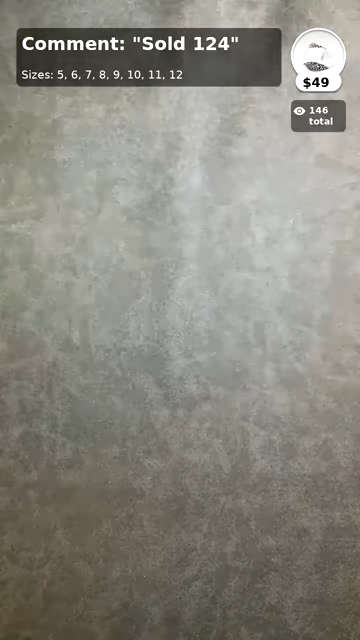 Comment: "Sold 124"
Sizes: 5, 6, 7, 8, 9, 10, 11, 12
$49
146
total